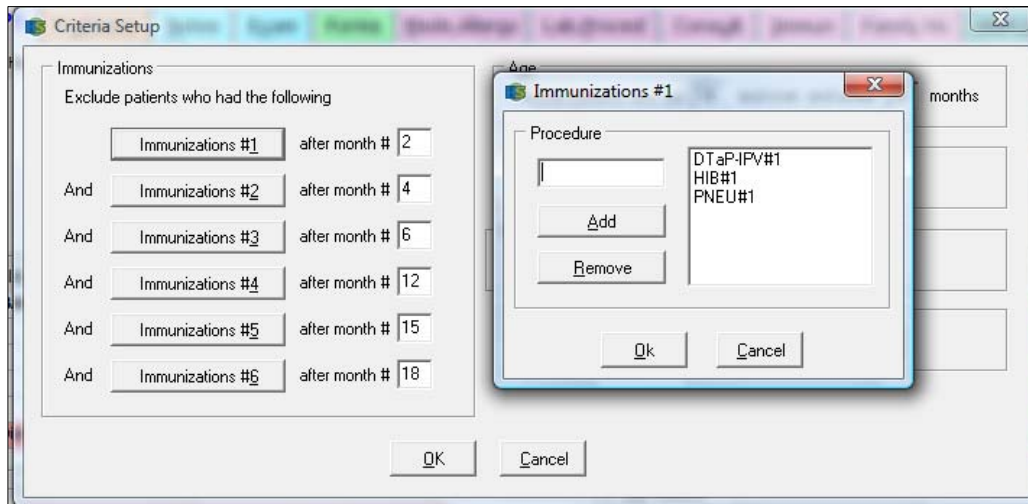 Criteria Setup
Immunizations
Exclude patients who had the following
Immunizations #1 after month # 2
And Immunizations #2 after month # 4
And Immunizations #3 after month # 6
And Immunizations #4 after month # 12
And Immunizations #5 after month # 15
And Immunizations #6 after month # 18
OK Cancel
Age
months
Immunizations #1
Procedure
DTaP-IPV#1
HIB#1
PNEU#1
Add
Remove
Ok Cancel